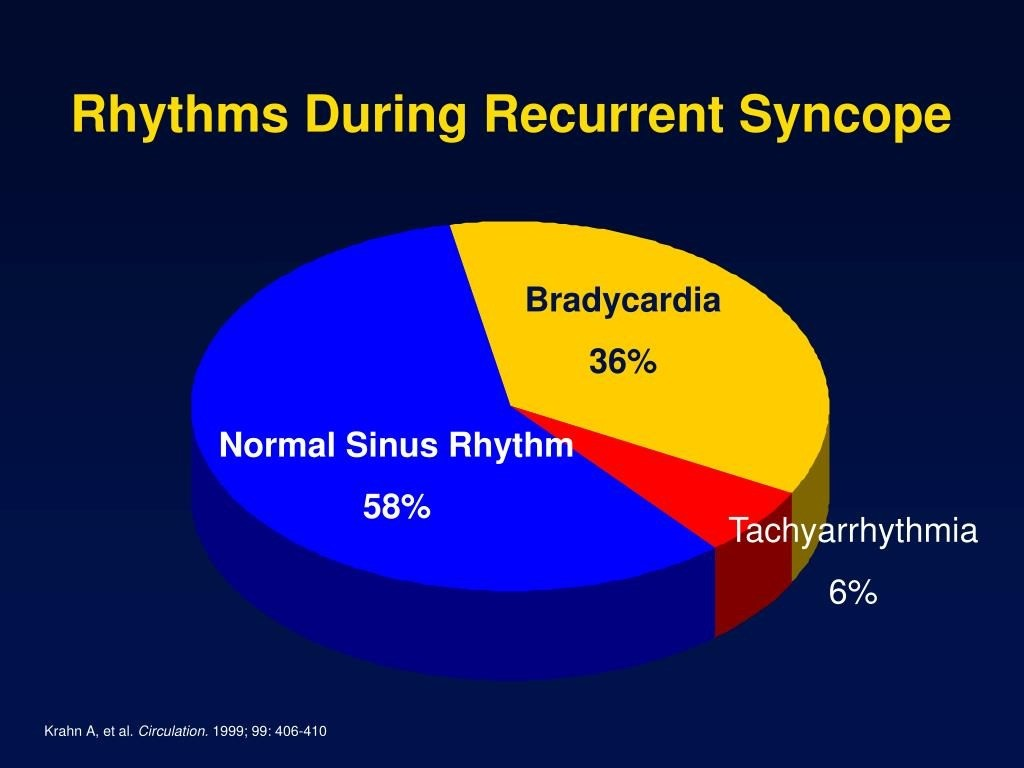 Rhythms During Recurrent Syncope
Bradycardia
36%
Normal Sinus Rhythm
58%
Tachyarrhythmia
6%
Krahn A, et al. Circulation. 1999; 99: 406-410